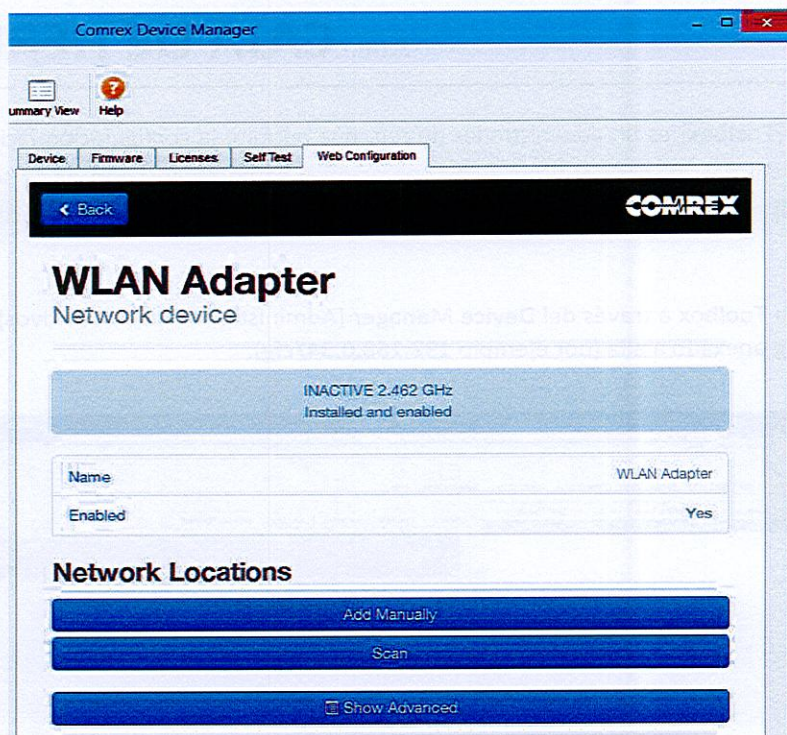 Comrex Device Manager
ummary View
Help
Device
Firmware
Licenses
Self Test
Web Configuration
Back
COMREX
WLAN Adapter
Network device
INACTIVE 2.462 GHz
Installed and enabled
Name
WLAN Adapter
Enabled
Yes
Network Locations
Add Manually
Scan
Show Advanced